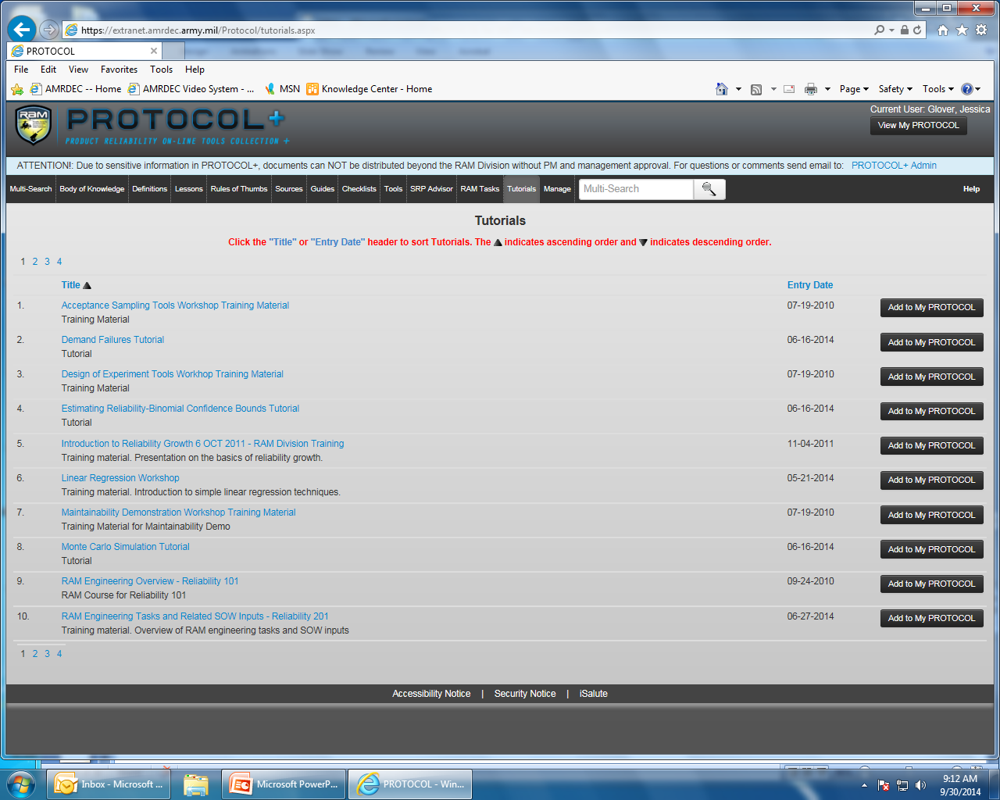 https://extranet.amrdec.army.mil/Protocol/tutorials.aspx
PROTOCOL
File Edit View Favorites Tools Help
AMRDEC -- Home AMRDEC Video System - ... MSN Knowledge Center - Home Page Safety Tools
RAM PROTOCOL+
PRODUCT RELIABILITY ON-LINE TOOLS COLLECTION +
Current User: Glover, Jessica
View My PROTOCOL
ATTENTION!: Due to sensitive information in PROTOCOL+, documents can NOT be distributed beyond the RAM Division without PM and management approval. For questions or comments send email to: PROTOCOL+ Admin
Multi-Search Body of Knowledge Definitions Lessons Rules of Thumbs Sources Guides Checklists Tools SRP Advisor RAM Tasks Tutorials Manage Multi-Search Help
Tutorials
Click the "Title" or "Entry Date" header to sort Tutorials. The ▲ indicates ascending order and ▼ indicates descending order.
1 2 3 4
Title ▲ Entry Date
1. Acceptance Sampling Tools Workshop Training Material 07-19-2010 Add to My PROTOCOL
Training Material
2. Demand Failures Tutorial 06-16-2014 Add to My PROTOCOL
Tutorial
3. Design of Experiment Tools Workhop Training Material 07-19-2010 Add to My PROTOCOL
Training Material
4. Estimating Reliability-Binomial Confidence Bounds Tutorial 06-16-2014 Add to My PROTOCOL
Tutorial
5. Introduction to Reliability Growth 6 OCT 2011 - RAM Division Training 11-04-2011 Add to My PROTOCOL
Training material. Presentation on the basics of reliability growth.
6. Linear Regression Workshop 05-21-2014 Add to My PROTOCOL
Training material. Introduction to simple linear regression techniques.
7. Maintainability Demonstration Workshop Training Material 07-19-2010 Add to My PROTOCOL
Training Material for Maintainability Demo
8. Monte Carlo Simulation Tutorial 06-16-2014 Add to My PROTOCOL
Tutorial
9. RAM Engineering Overview - Reliability 101 09-24-2010 Add to My PROTOCOL
RAM Course for Reliability 101
10. RAM Engineering Tasks and Related SOW Inputs - Reliability 201 06-27-2014 Add to My PROTOCOL
Training material. Overview of RAM engineering tasks and SOW inputs
1 2 3 4
Accessibility Notice | Security Notice | iSalute
Inbox - Microsoft ... Microsoft PowerP... PROTOCOL - Win... 9:12 AM
9/30/2014